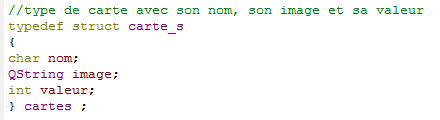 //type de carte avec son nom, son image et sa valeur
typedef struct carte_s
{
char nom;
QString image;
int valeur;
} cartes ;